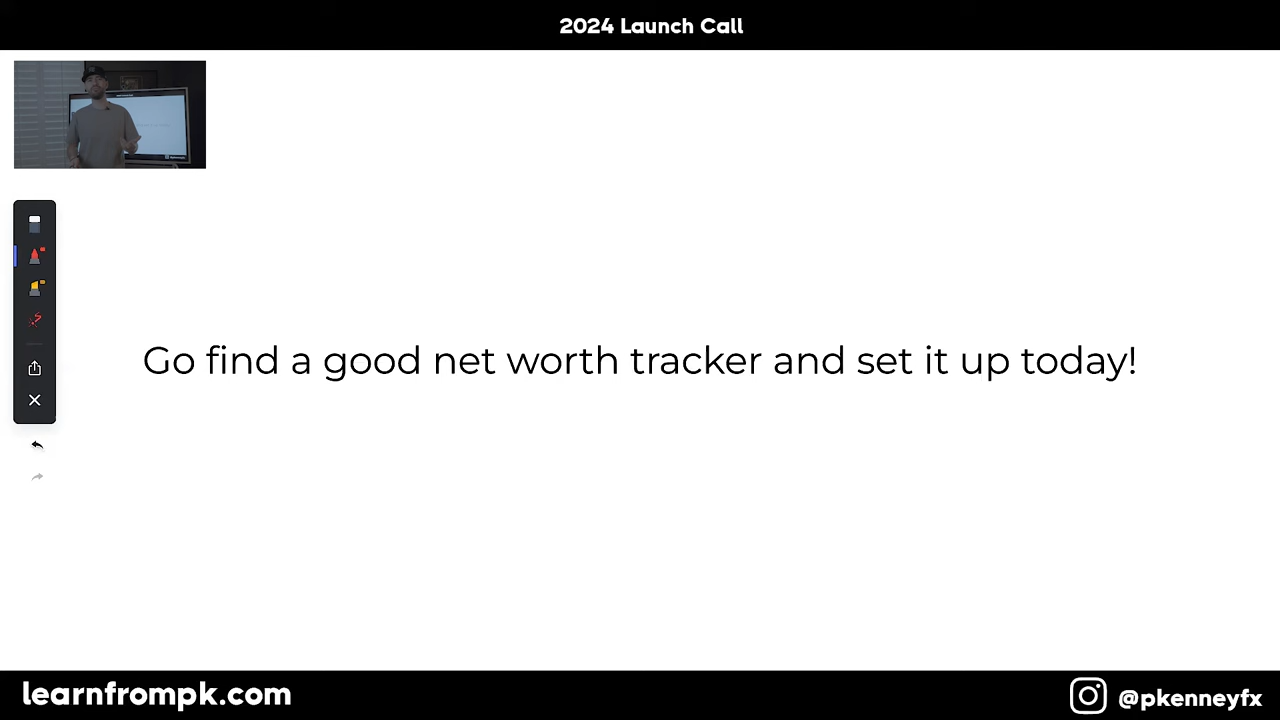 2024 Launch Call
Go find a good net worth tracker and set it up today!
learnfrompk.com
@pkenneyfx